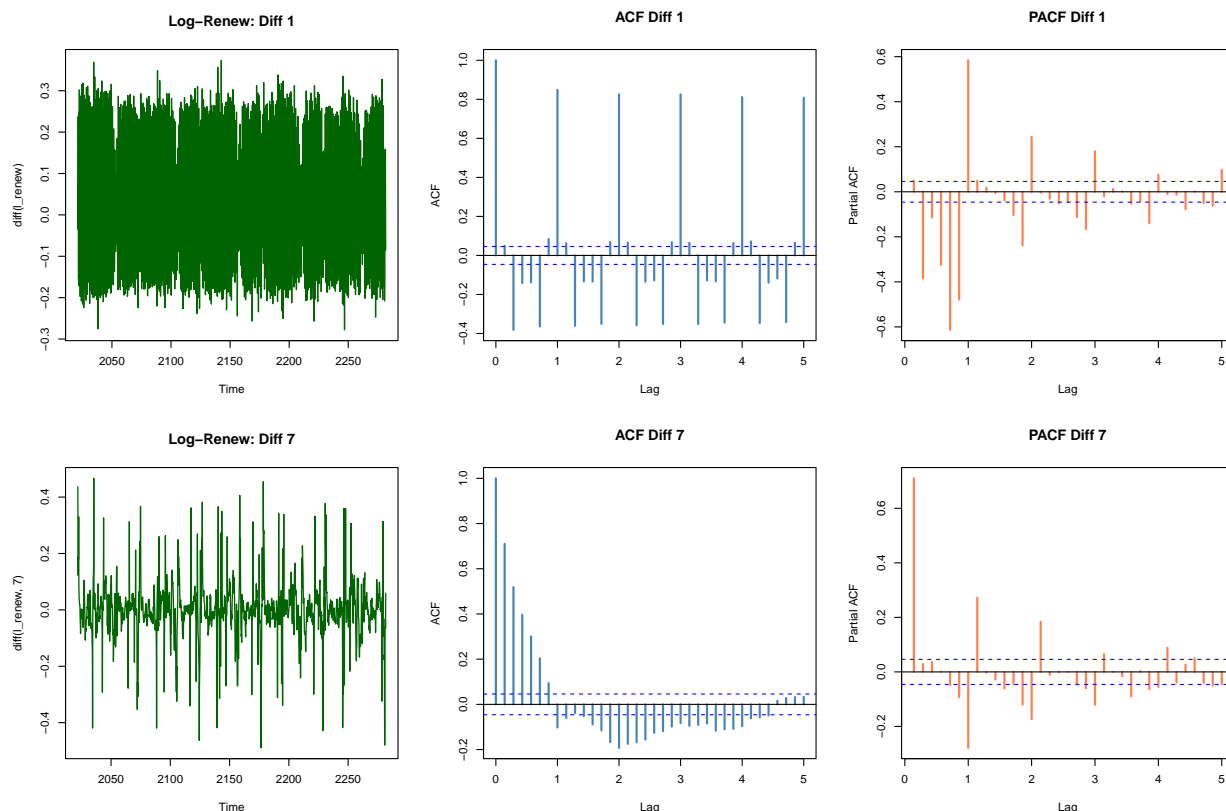 Log−Renew: Diff 1
diff(l_renew)
−0.3 −0.2 −0.1 0.0 0.1 0.2 0.3
2050 2100 2150 2200 2250
Time
ACF Diff 1
ACF
−0.4 −0.2 0.0 0.2 0.4 0.6 0.8 1.0
0 1 2 3 4 5
Lag
PACF Diff 1
Partial ACF
−0.6 −0.4 −0.2 0.0 0.2 0.4 0.6
0 1 2 3 4 5
Lag
Log−Renew: Diff 7
diff(l_renew, 7)
−0.4 −0.2 0.0 0.2 0.4
2050 2100 2150 2200 2250
Time
ACF Diff 7
ACF
−0.2 0.0 0.2 0.4 0.6 0.8 1.0
0 1 2 3 4 5
Lag
PACF Diff 7
Partial ACF
−0.2 0.0 0.2 0.4 0.6
0 1 2 3 4 5
Lag